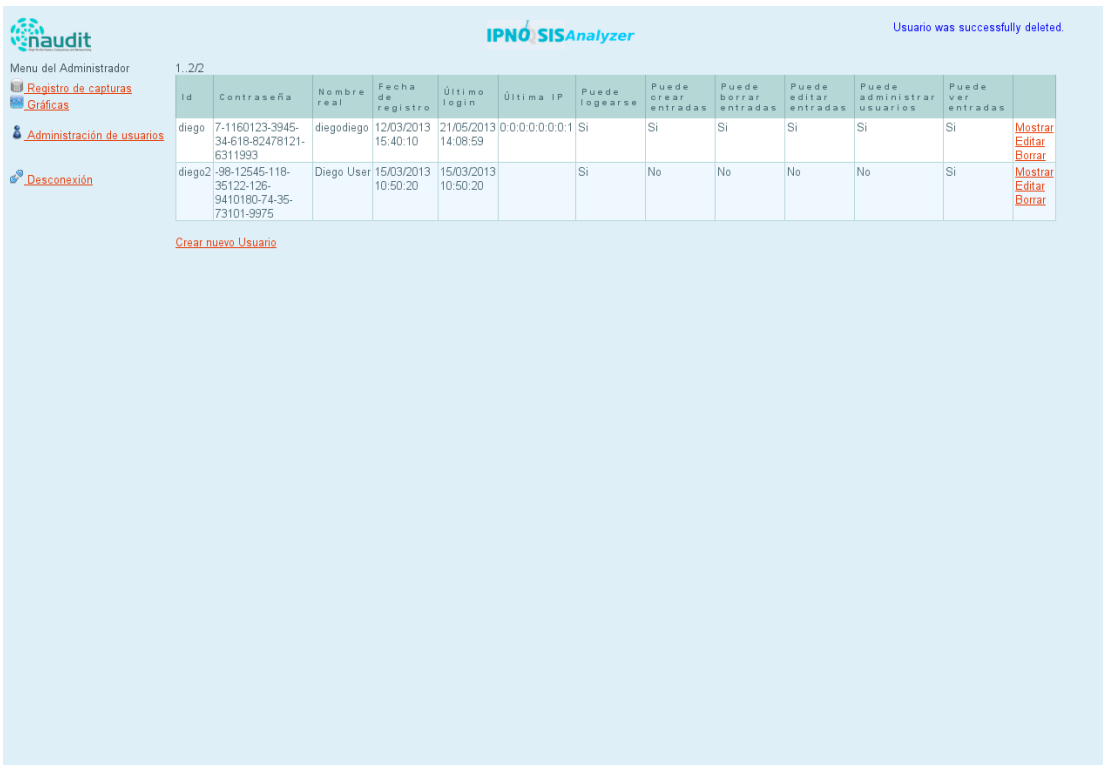 naudit
IPNOSISAnalyzer
Usuario was successfully deleted.
Menu del Administrador
Registro de capturas
Gráficas
Administración de usuarios
Desconexión
1..2/2
Id Contraseña Nombre real Fecha de registro Último login Última IP Puede logearse Puede crear entradas Puede borrar entradas Puede editar entradas Puede administrar usuarios Puede ver entradas
diego 7-1160123-3945-34-618-82478121-6311993 diegodiego 12/03/2013 15:40:10 21/05/2013 14:08:59 0:0:0:0:0:0:0:1 Si Si Si Si Si Si Mostrar Editar Borrar
diego2 -98-12545-118-35122-126-9410180-74-35-73101-9975 Diego User 15/03/2013 10:50:20 15/03/2013 10:50:20 Si No No No No Si Mostrar Editar Borrar
Crear nuevo Usuario